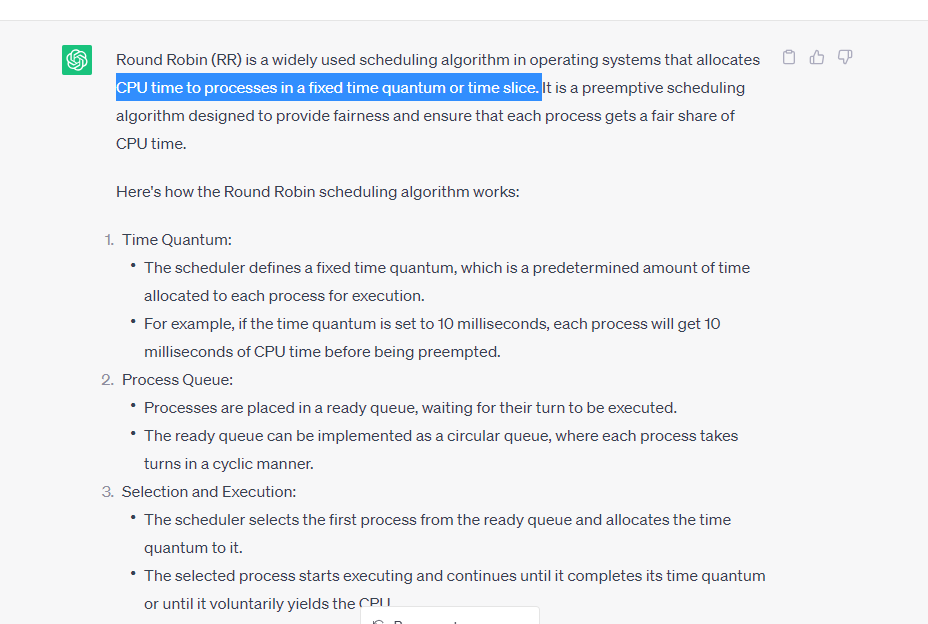 Round Robin (RR) is a widely used scheduling algorithm in operating systems that allocates
CPU time to processes in a fixed time quantum or time slice. It is a preemptive scheduling
algorithm designed to provide fairness and ensure that each process gets a fair share of
CPU time.
Here's how the Round Robin scheduling algorithm works:
1. Time Quantum:
• The scheduler defines a fixed time quantum, which is a predetermined amount of time
allocated to each process for execution.
• For example, if the time quantum is set to 10 milliseconds, each process will get 10
milliseconds of CPU time before being preempted.
2. Process Queue:
• Processes are placed in a ready queue, waiting for their turn to be executed.
• The ready queue can be implemented as a circular queue, where each process takes
turns in a cyclic manner.
3. Selection and Execution:
• The scheduler selects the first process from the ready queue and allocates the time
quantum to it.
• The selected process starts executing and continues until it completes its time quantum
or until it voluntarily yields the CPU